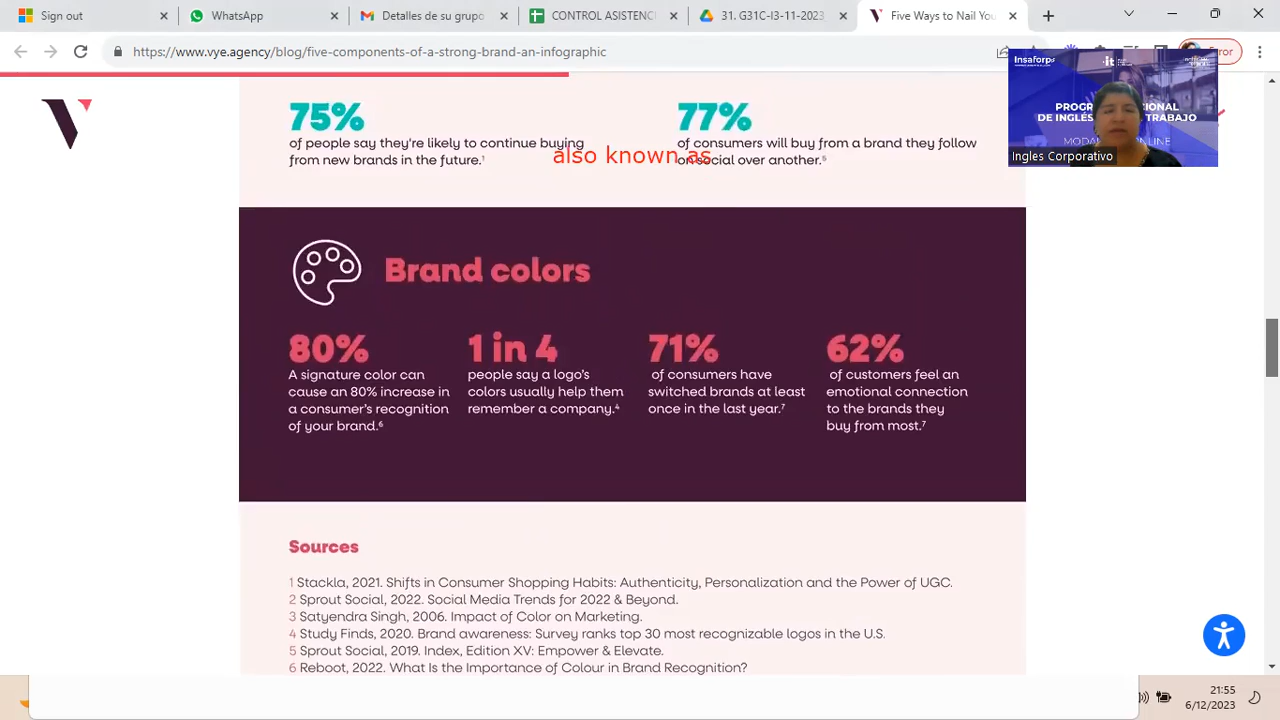 Sign out
WhatsApp
Detalles de su grupo
CONTROL ASISTENCI
31.G31C-I3-11-2023_
Five Ways to Nail You
https://www.vye.agency/blog/five-components-of-a-strong-brand-an-infographic
Error
Insaforp
DE INGLÉS
TRABAJO
Ingles Corporativo
75%
of people say they're likely to continue buying
from new brands in the future.¹
77%
of consumers will buy from a brand they follow
on social over another.⁵
also known as
Brand colors
80%
A signature color can
cause an 80% increase in
a consumer's recognition
of your brand.⁶
1 in 4
people say a logo's
colors usually help them
remember a company.⁴
71%
of consumers have
switched brands at least
once in the last year.⁷
62%
of customers feel an
emotional connection
to the brands they
buy from most.⁷
Sources
1 Stackla, 2021. Shifts in Consumer Shopping Habits: Authenticity, Personalization and the Power of UGC.
2 Sprout Social, 2022. Social Media Trends for 2022 & Beyond.
3 Satyendra Singh, 2006. Impact of Color on Marketing.
4 Study Finds, 2020. Brand awareness: Survey ranks top 30 most recognizable logos in the U.S.
5 Sprout Social, 2019. Index, Edition XV: Empower & Elevate.
6 Reboot, 2022. What Is the Importance of Colour in Brand Recognition?
21:55
6/12/2023